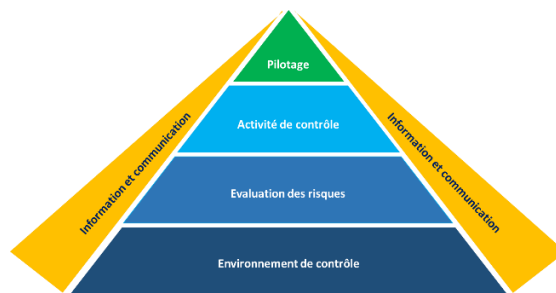 Pilotage
Activité de contrôle
Information et communication
Information et communication
Evaluation des risques
Environnement de contrôle